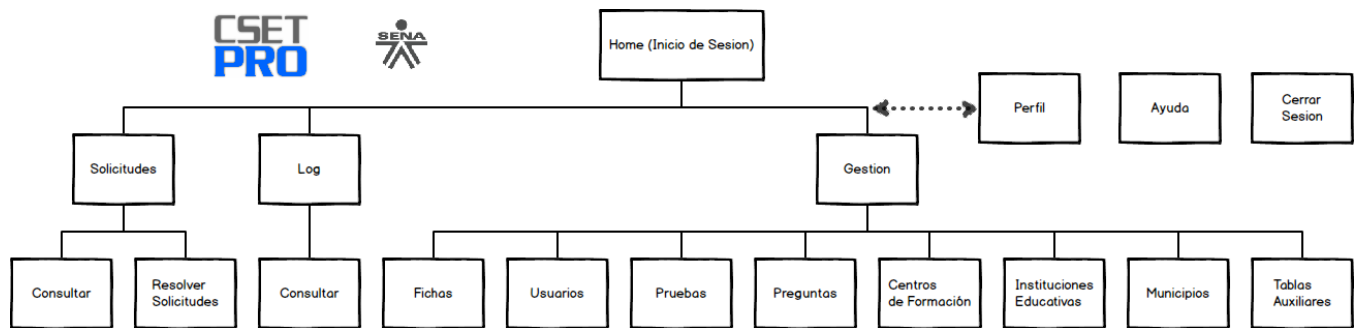 CSET
PRO
SENA
Home (Inicio de Sesion)
Perfil
Ayuda
Cerrar
Sesion
Solicitudes
Log
Gestion
Consultar
Resolver
Solicitudes
Consultar
Fichas
Usuarios
Pruebas
Preguntas
Centros
de Formación
Instituciones
Educativas
Municipios
Tablas
Auxiliares